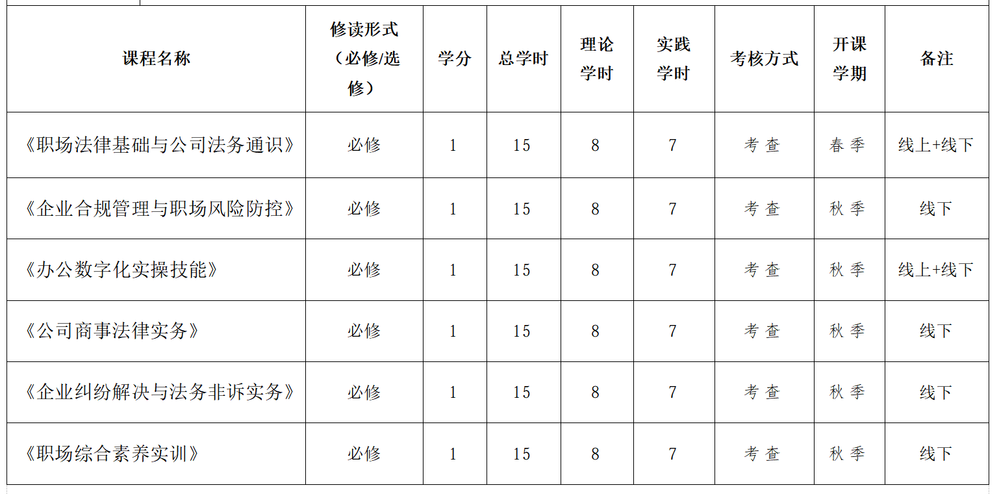 课程名称 修读形式（必修/选修） 学分 总学时 理论学时 实践学时 考核方式 开课学期 备注
《职场法律基础与公司法务通识》 必修 1 15 8 7 考查 春季 线上+线下
《企业合规管理与职场风险防控》 必修 1 15 8 7 考查 秋季 线下
《办公数字化实操技能》 必修 1 15 8 7 考查 秋季 线上+线下
《公司商事法律实务》 必修 1 15 8 7 考查 秋季 线下
《企业纠纷解决与法务非诉实务》 必修 1 15 8 7 考查 秋季 线下
《职场综合素养实训》 必修 1 15 8 7 考查 秋季 线下